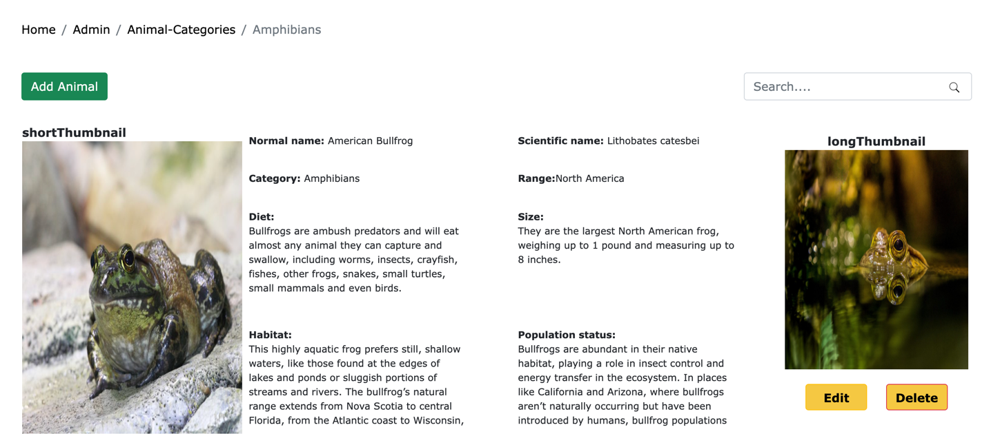 Home / Admin / Animal-Categories / Amphibians
Add Animal
Search....
shortThumbnail
Normal name: American Bullfrog
Category: Amphibians
Diet:
Bullfrogs are ambush predators and will eat
almost any animal they can capture and
swallow, including worms, insects, crayfish,
fishes, other frogs, snakes, small turtles,
small mammals and even birds.
Habitat:
This highly aquatic frog prefers still, shallow
waters, like those found at the edges of
lakes and ponds or sluggish portions of
streams and rivers. The bullfrog’s natural
range extends from Nova Scotia to central
Florida, from the Atlantic coast to Wisconsin,
Scientific name: Lithobates catesbei
Range:North America
Size:
They are the largest North American frog,
weighing up to 1 pound and measuring up to
8 inches.
Population status:
Bullfrogs are abundant in their native
habitat, playing a role in insect control and
energy transfer in the ecosystem. In places
like California and Arizona, where bullfrogs
aren’t naturally occurring but have been
introduced by humans, bullfrog populations
longThumbnail
Edit
Delete